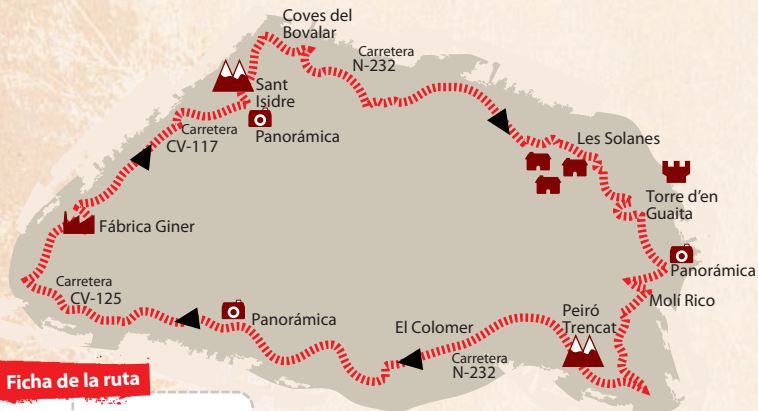 Coves del
Bovalar
Carretera
N-232
Sant
Isidre
Carretera
CV-117
Panorámica
Les Solanes
Torre d'en
Guaita
Fábrica Giner
Panorámica
Carretera
CV-125
Molí Rico
Panorámica
El Colomer
Peiró
Trencat
Carretera
N-232
Ficha de la ruta